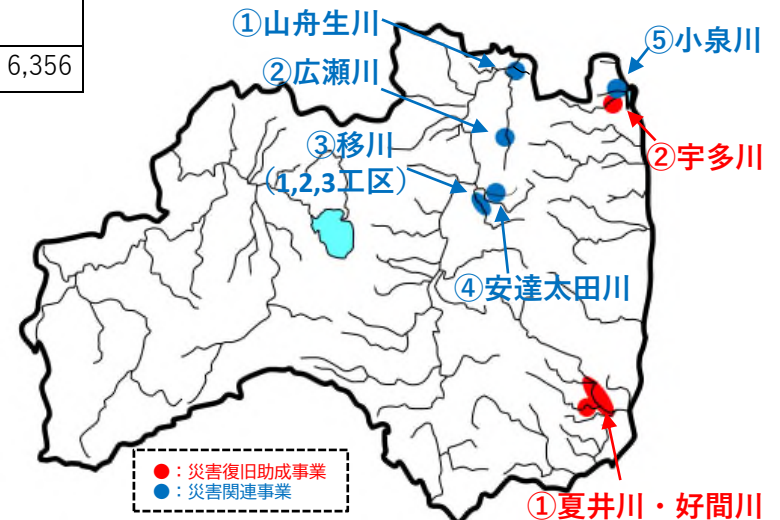 6,356
①山舟生川
②広瀬川
③移川
（1,2,3工区）
④安達太田川
⑤小泉川
②宇多川
①夏井川・好間川
●：災害復旧助成事業
●：災害関連事業